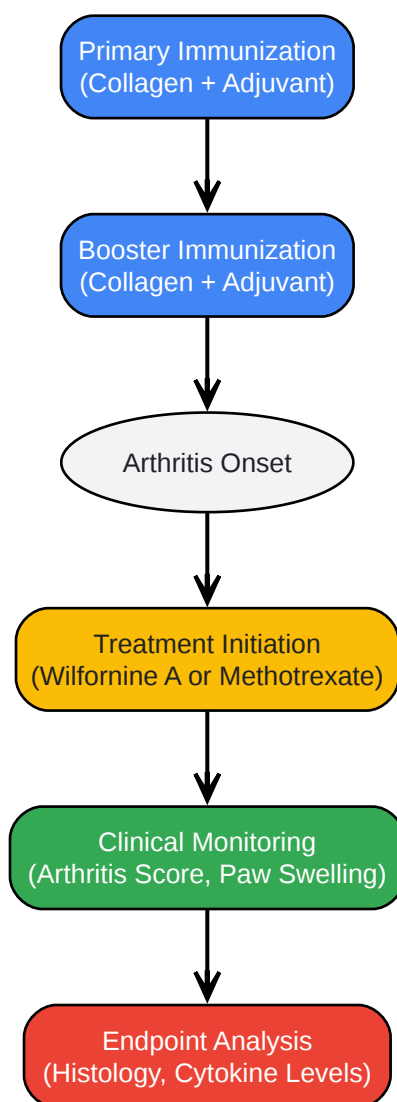 Primary Immunization
(Collagen + Adjuvant)
Booster Immunization
(Collagen + Adjuvant)
Arthritis Onset
Treatment Initiation
(Wilfornine A or Methotrexate)
Clinical Monitoring
(Arthritis Score, Paw Swelling)
Endpoint Analysis
(Histology, Cytokine Levels)